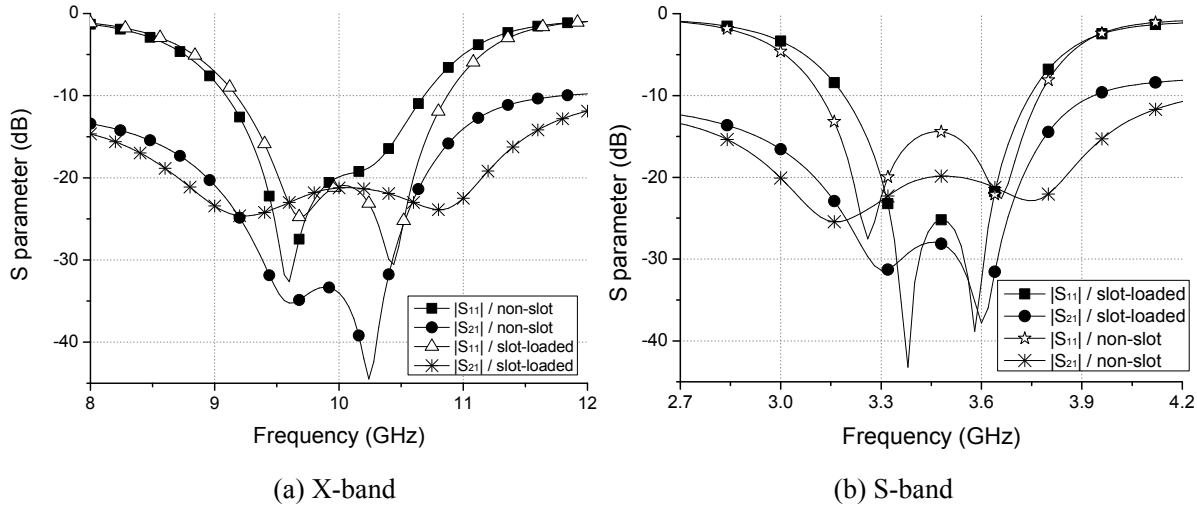 0
-10
-20
-30
-40
8
9
10
11
12
S parameter (dB)
Frequency (GHz)
|S11| / non-slot
|S21| / non-slot
|S11| / slot-loaded
|S21| / slot-loaded
(a) X-band
0
-10
-20
-30
-40
2.7
3.0
3.3
3.6
3.9
4.2
S parameter (dB)
Frequency (GHz)
|S11| / slot-loaded
|S21| / slot-loaded
|S11| / non-slot
|S21| / non-slot
(b) S-band